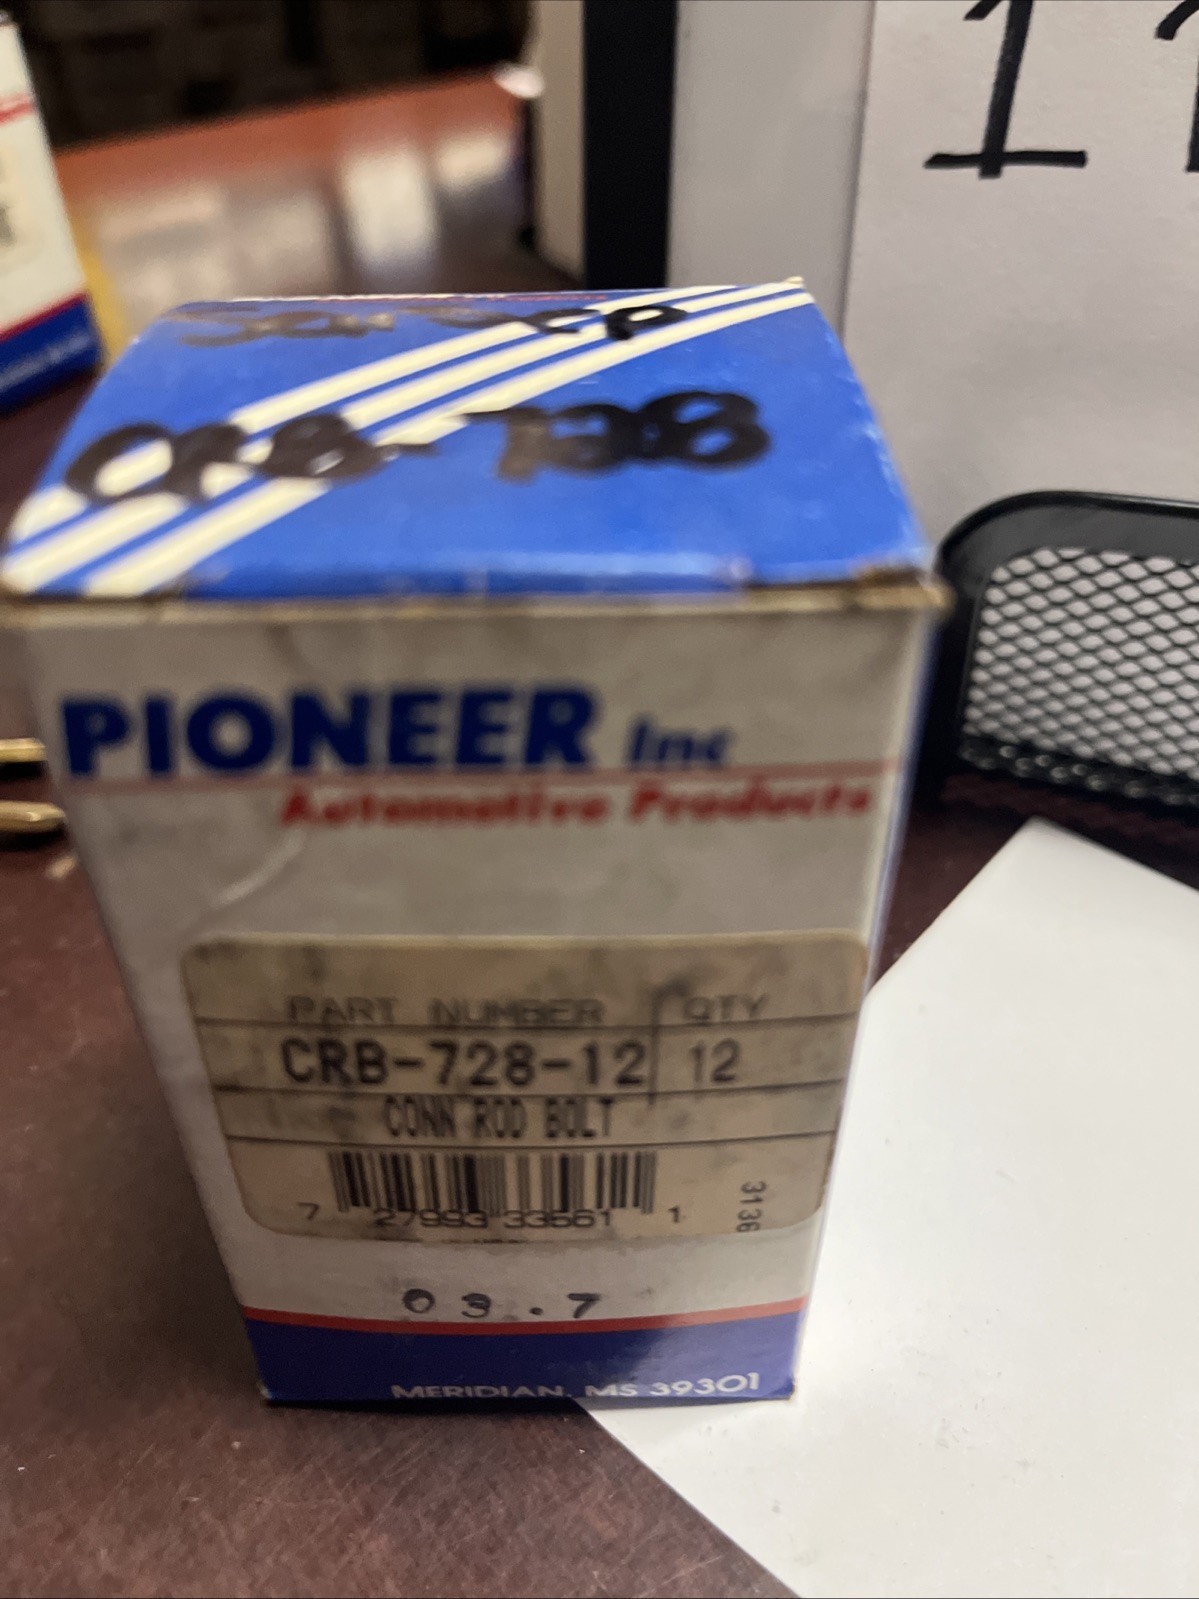 CRB-728
PIONEER Inc
Automotive Products
PART NUMBER QTY
CRB-728-12 12
CONN ROD BOLT
7 27993 33561 1
3136
03.7
MERIDIAN, MS 39301
1